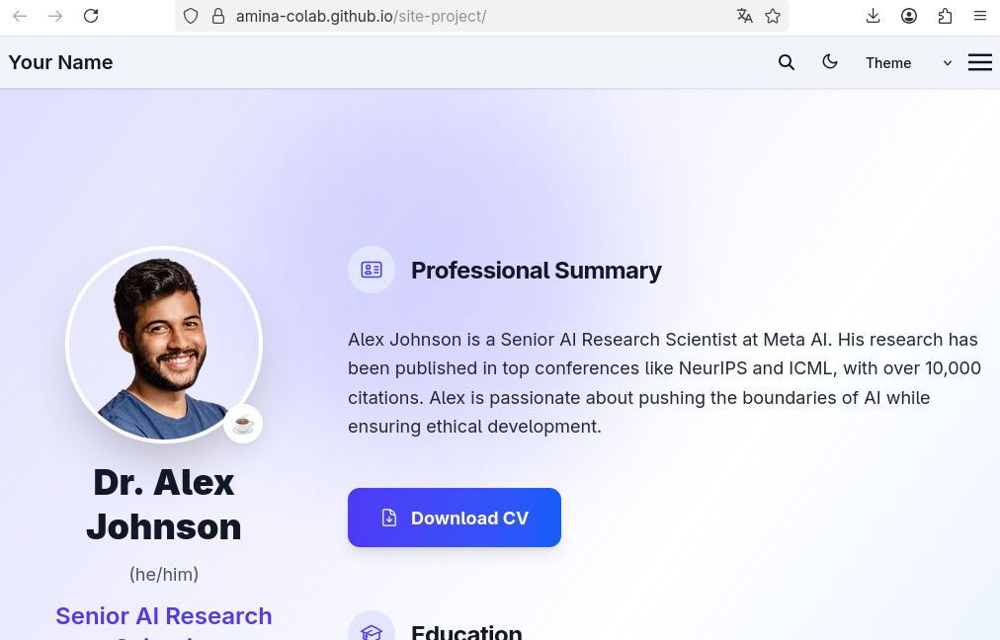 amina-colab.github.io/site-project/
Your Name
Theme
Professional Summary
Alex Johnson is a Senior AI Research Scientist at Meta AI. His research has
been published in top conferences like NeurIPS and ICML, with over 10,000
citations. Alex is passionate about pushing the boundaries of AI while
ensuring ethical development.
Download CV
Dr. Alex
Johnson
(he/him)
Senior AI Research
Education